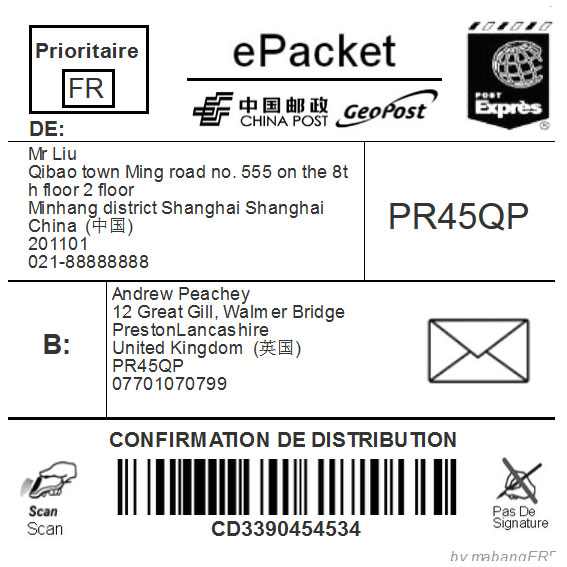 Prioritaire
FR
ePacket
中国邮政
CHINA POST
GeoPost
POST
Exprès
DE:
Mr Liu
Qibao town Ming road no. 555 on the 8t
h floor 2 floor
Minhang district Shanghai Shanghai
China (中国)
201101
021-88888888
PR45QP
B:
Andrew Peachey
12 Great Gill, Walmer Bridge
PrestonLancashire
United Kingdom (英国)
PR45QP
07701070799
CONFIRMATION DE DISTRIBUTION
Scan
Scan
CD3390454534
Pas De
Signature
by mabangERP